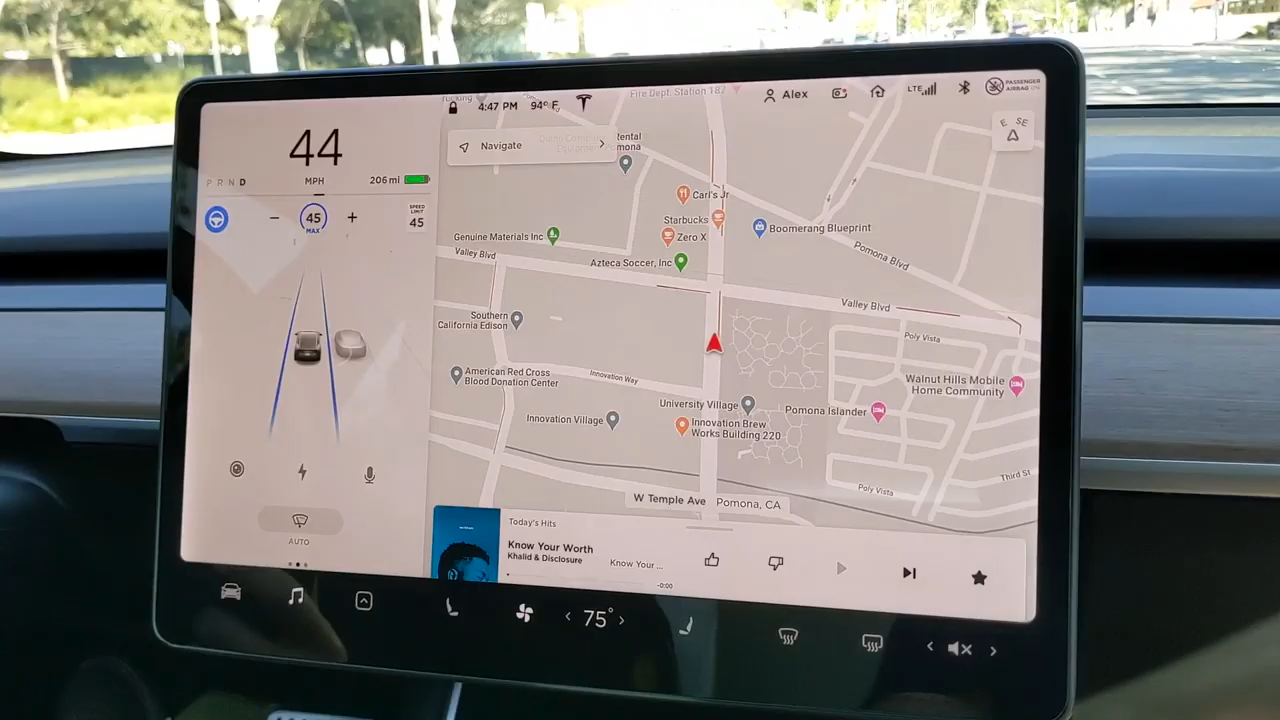 44
MPH
P R N D
206 mi
45
MAX
SPEED
LIMIT
45
AUTO
4:47 PM
94° F
Fire Dept. Station 187
Alex
LTE
PASSENGER
AIRBAG
E SE
Navigate
Carl's Jr
Starbucks
Zero X
Boomerang Blueprint
Genuine Materials Inc
Azteca Soccer, Inc
Valley Blvd
Pomona Blvd
Valley Blvd
Southern
California Edison
Poly Vista
American Red Cross
Blood Donation Center
Innovation Way
Walnut Hills Mobile
Home Community
University Village
Pomona Islander
Innovation Village
Innovation Brew
Works Building 220
Third St
Poly Vista
W Temple Ave
Pomona, CA
Today's Hits
Know Your Worth
Khalid & Disclosure
Know Your ...
-0:00
75°